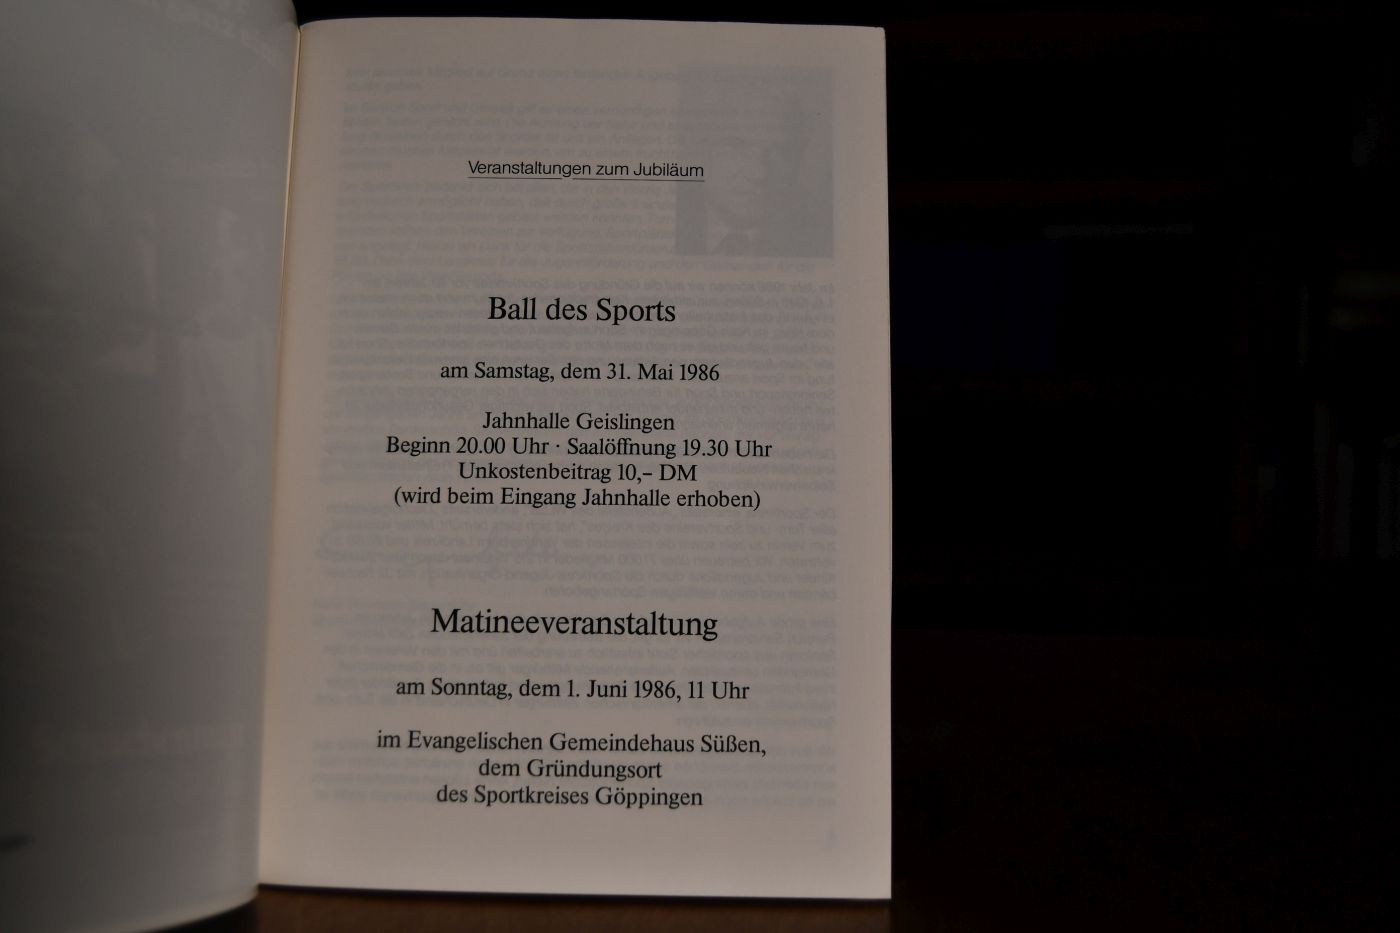 Veranstaltungen zum Jubiläum
Ball des Sports
am Samstag, dem 31. Mai 1986
Jahnhalle Geislingen
Beginn 20.00 Uhr · Saalöffnung 19.30 Uhr
Unkostenbeitrag 10,– DM
(wird beim Eingang Jahnhalle erhoben)
Matineeveranstaltung
am Sonntag, dem 1. Juni 1986, 11 Uhr
im Evangelischen Gemeindehaus Süßen,
dem Gründungsort
des Sportkreises Göppingen